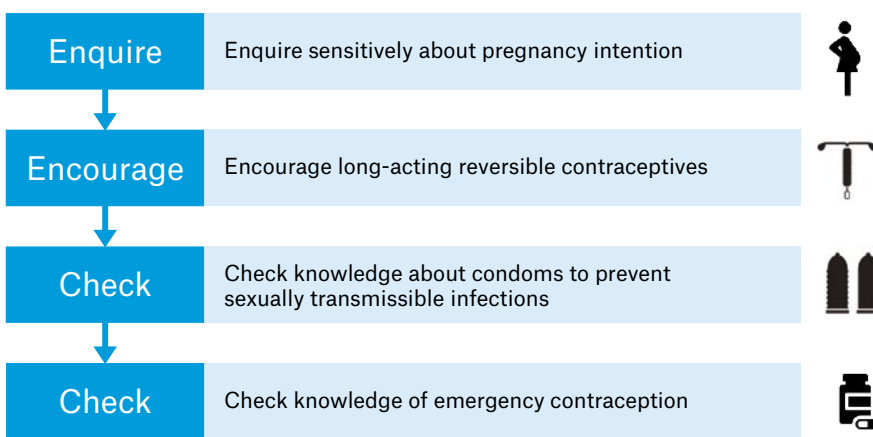 Enquire
Enquire sensitively about pregnancy intention
Encourage
Encourage long-acting reversible contraceptives
Check
Check knowledge about condoms to prevent
sexually transmissible infections
Check
Check knowledge of emergency contraception